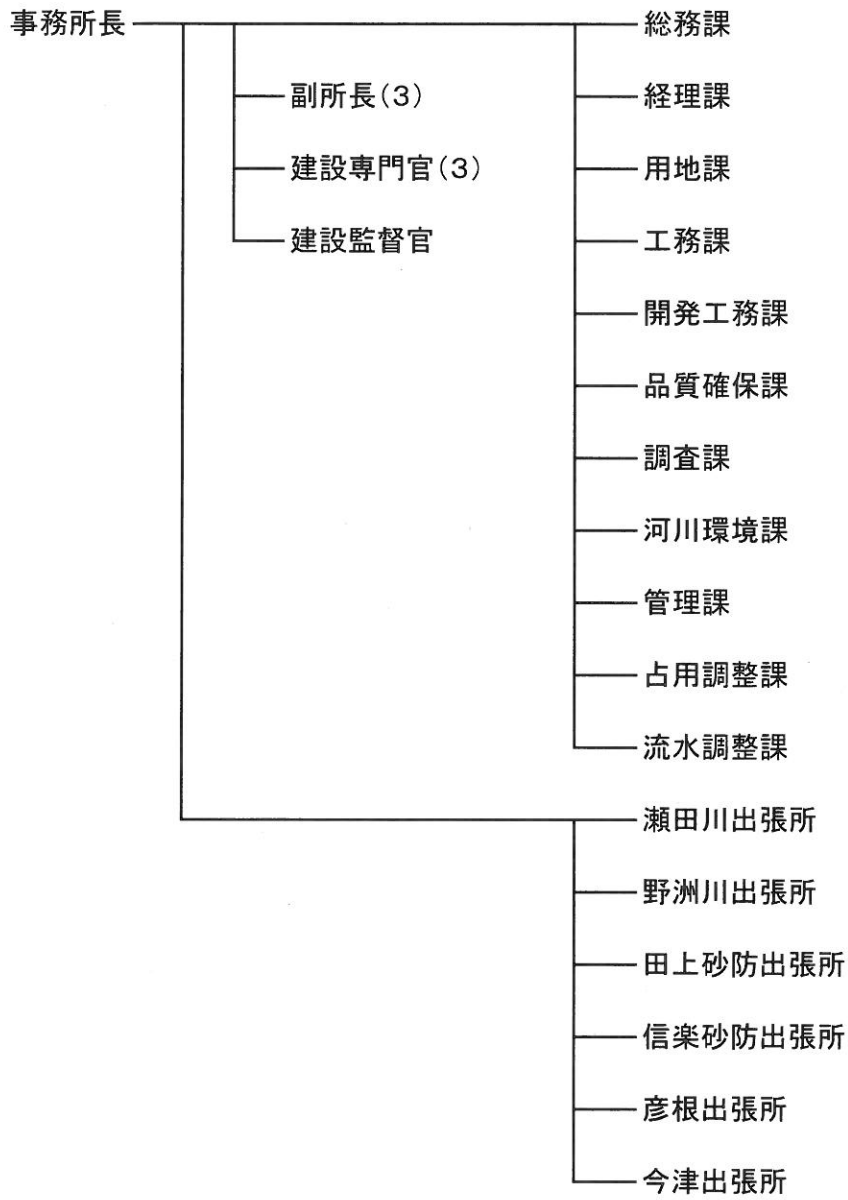 事務所長
副所長(3)
建設専門官(3)
建設監督官
総務課
経理課
用地課
工務課
開発工務課
品質確保課
調査課
河川環境課
管理課
占用調整課
流水調整課
瀬田川出張所
野洲川出張所
田上砂防出張所
信楽砂防出張所
彦根出張所
今津出張所